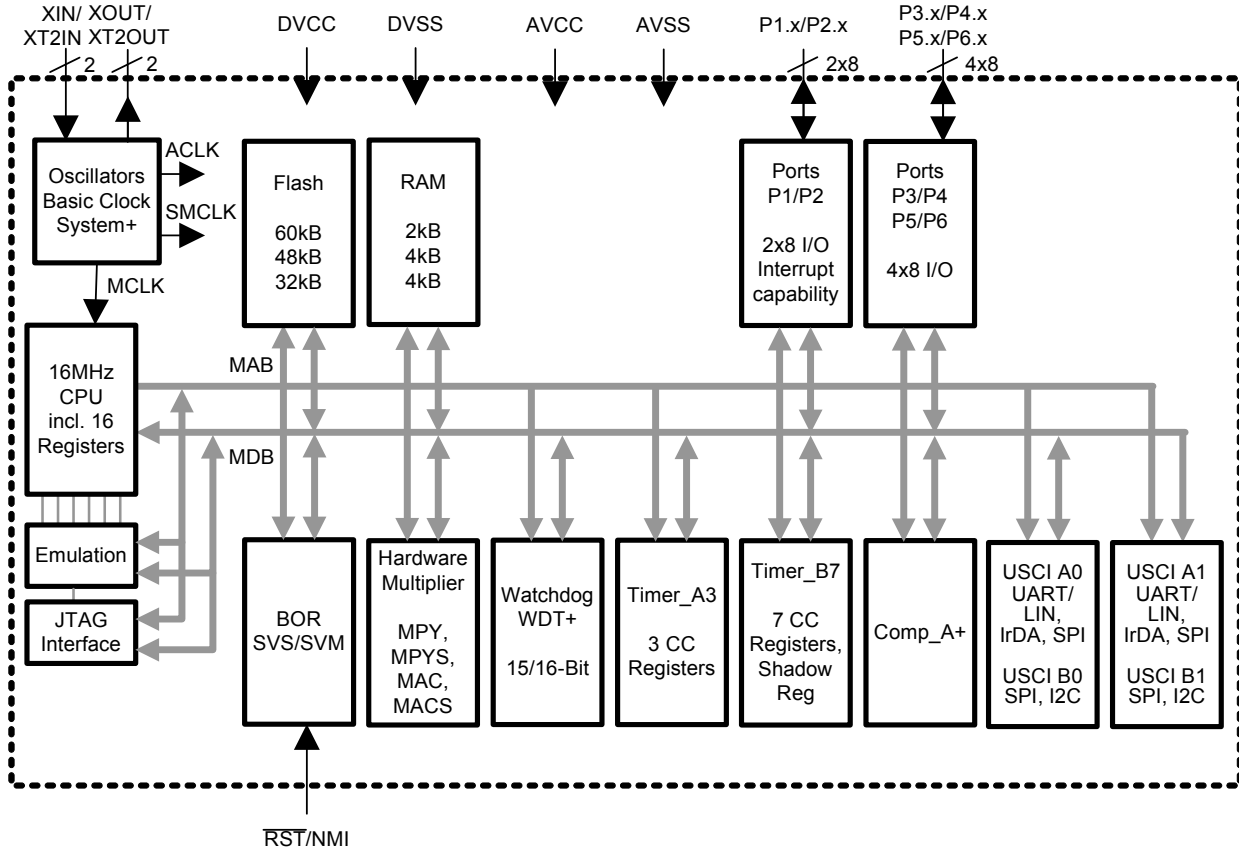 XIN/
XT2IN
XOUT/
XT2OUT
DVCC
DVSS
AVCC
AVSS
P1.x/P2.x
P3.x/P4.x
P5.x/P6.x
2
2
2x8
4x8
Oscillators
Basic Clock
System+
ACLK
SMCLK
MCLK
Flash
60kB
48kB
32kB
RAM
2kB
4kB
4kB
Ports
P1/P2
2x8 I/O
Interrupt
capability
Ports
P3/P4
P5/P6
4x8 I/O
16MHz
CPU
incl. 16
Registers
MAB
MDB
Emulation
JTAG
Interface
BOR
SVS/SVM
Hardware
Multiplier
MPY,
MPYS,
MAC,
MACS
Watchdog
WDT+
15/16-Bit
Timer_A3
3 CC
Registers
Timer_B7
7 CC
Registers,
Shadow
Reg
Comp_A+
USCI A0
UART/
LIN,
IrDA, SPI
USCI B0
SPI, I2C
USCI A1
UART/
LIN,
IrDA, SPI
USCI B1
SPI, I2C
RST/NMI